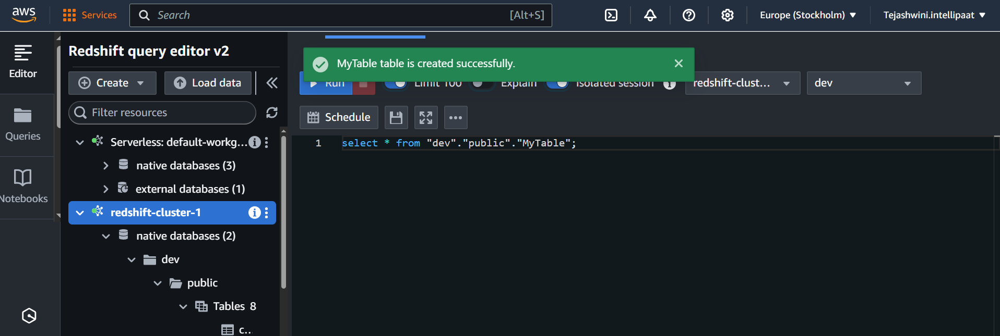 aws
Services
Search
[Alt+S]
Europe (Stockholm)
Tejashwini.intellipaat
Editor
Queries
Notebooks
Redshift query editor v2
Create
Load data
Filter resources
Serverless: default-workg...
native databases (3)
external databases (1)
redshift-cluster-1
native databases (2)
dev
public
Tables 8
c...
MyTable table is created successfully.
Run
Limit 100
Explain
Isolated session
redshift-clust...
dev
Schedule
1 select * from "dev"."public"."MyTable";